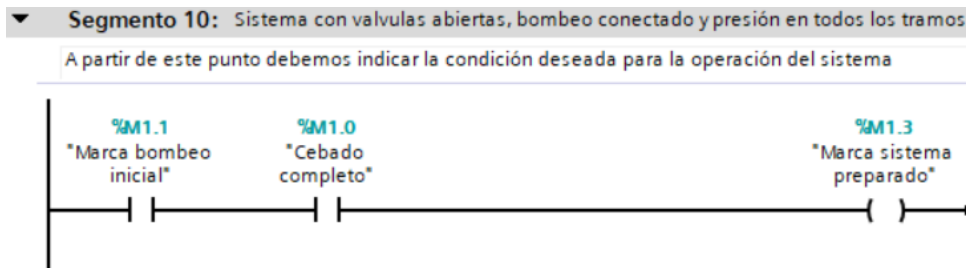 Segmento 10: Sistema con valvulas abiertas, bombeo conectado y presión en todos los tramos
A partir de este punto debemos indicar la condición deseada para la operación del sistema
%M1.1 %M1.0 %M1.3
"Marca bombeo "Cebado "Marca sistema
inicial" completo" preparado"